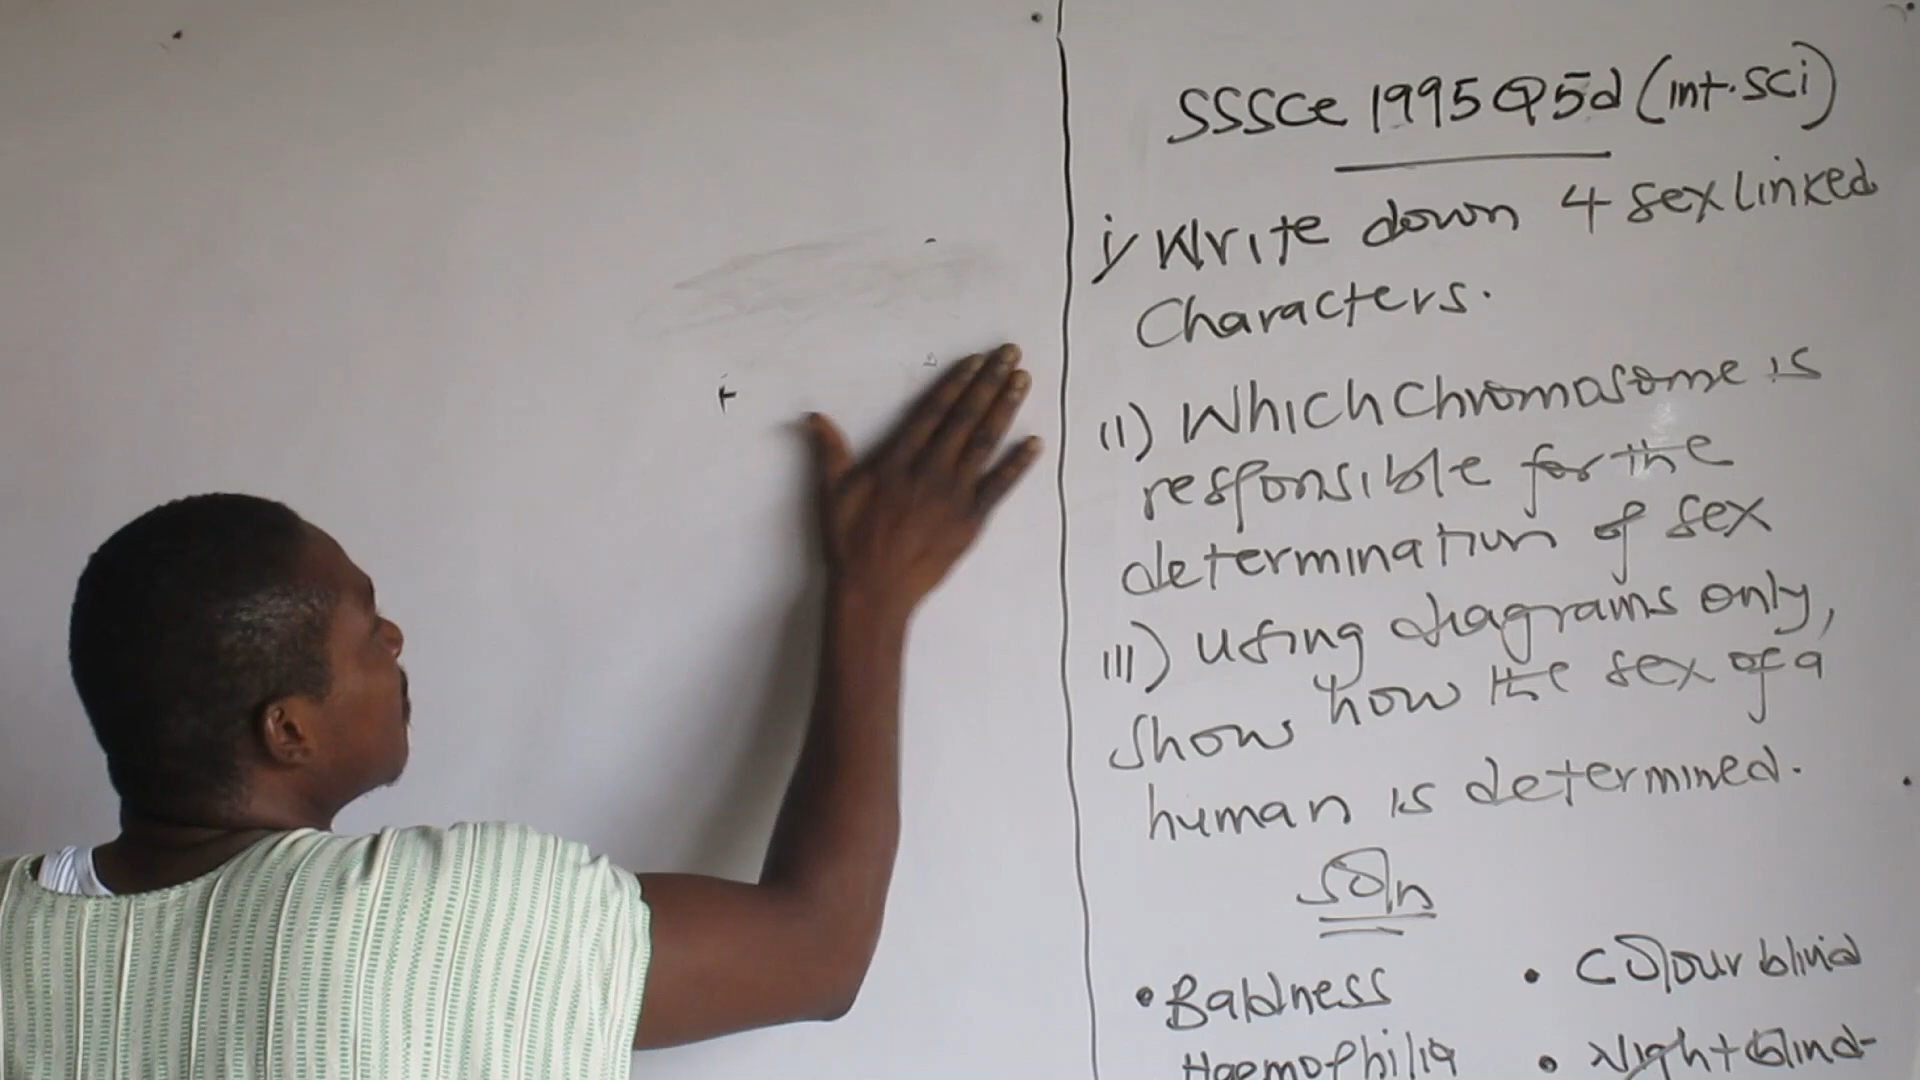 SSSCe 1995 Q5d (int.sci)
i/ Write down 4 sex linked
Characters.
(II) Which Chromosome is
responsible for the
determination of sex
III) Using diagrams only,
show how the sex of a
human is determined.
Soln
• Baldness • Colour blind
Haemophilia • Night blind-